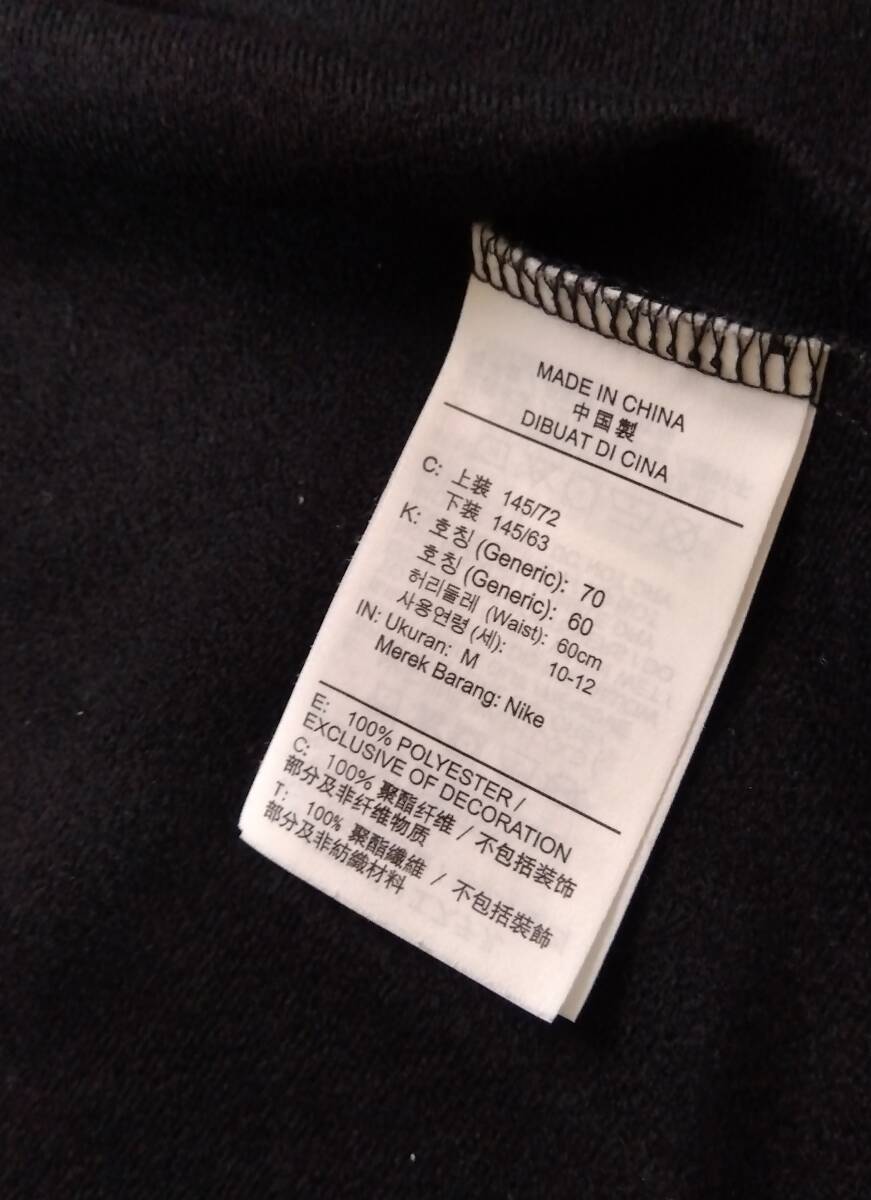 MADE IN CHINA
中国製
DIBUAT DI CINA
C: 上装 145/72
下装 145/63
K: 호칭 (Generic): 70
호칭 (Generic): 60
허리둘레 (Waist): 60cm
사용연령 (세): 10-12
IN: Ukuran: M
Merek Barang: Nike
E: 100% POLYESTER /
EXCLUSIVE OF DECORATION
C: 100% 聚酯纤维 / 不包括装饰
部分及非纤维物质
T: 100% 聚酯纖維 / 不包括裝飾
部分及非紡織材料